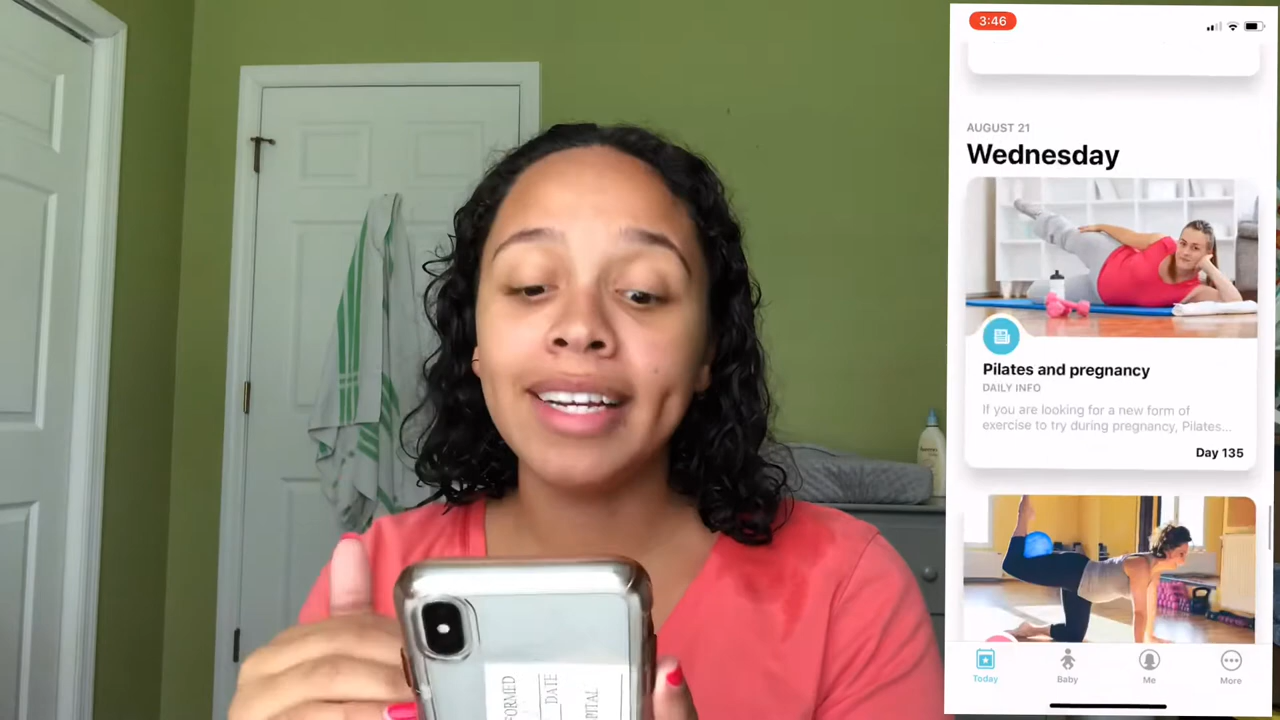 3:46
AUGUST 21
Wednesday
Pilates and pregnancy
DAILY INFO
If you are looking for a new form of
exercise to try during pregnancy, Pilates...
Day 135
Today
Baby
Me
More
DATE